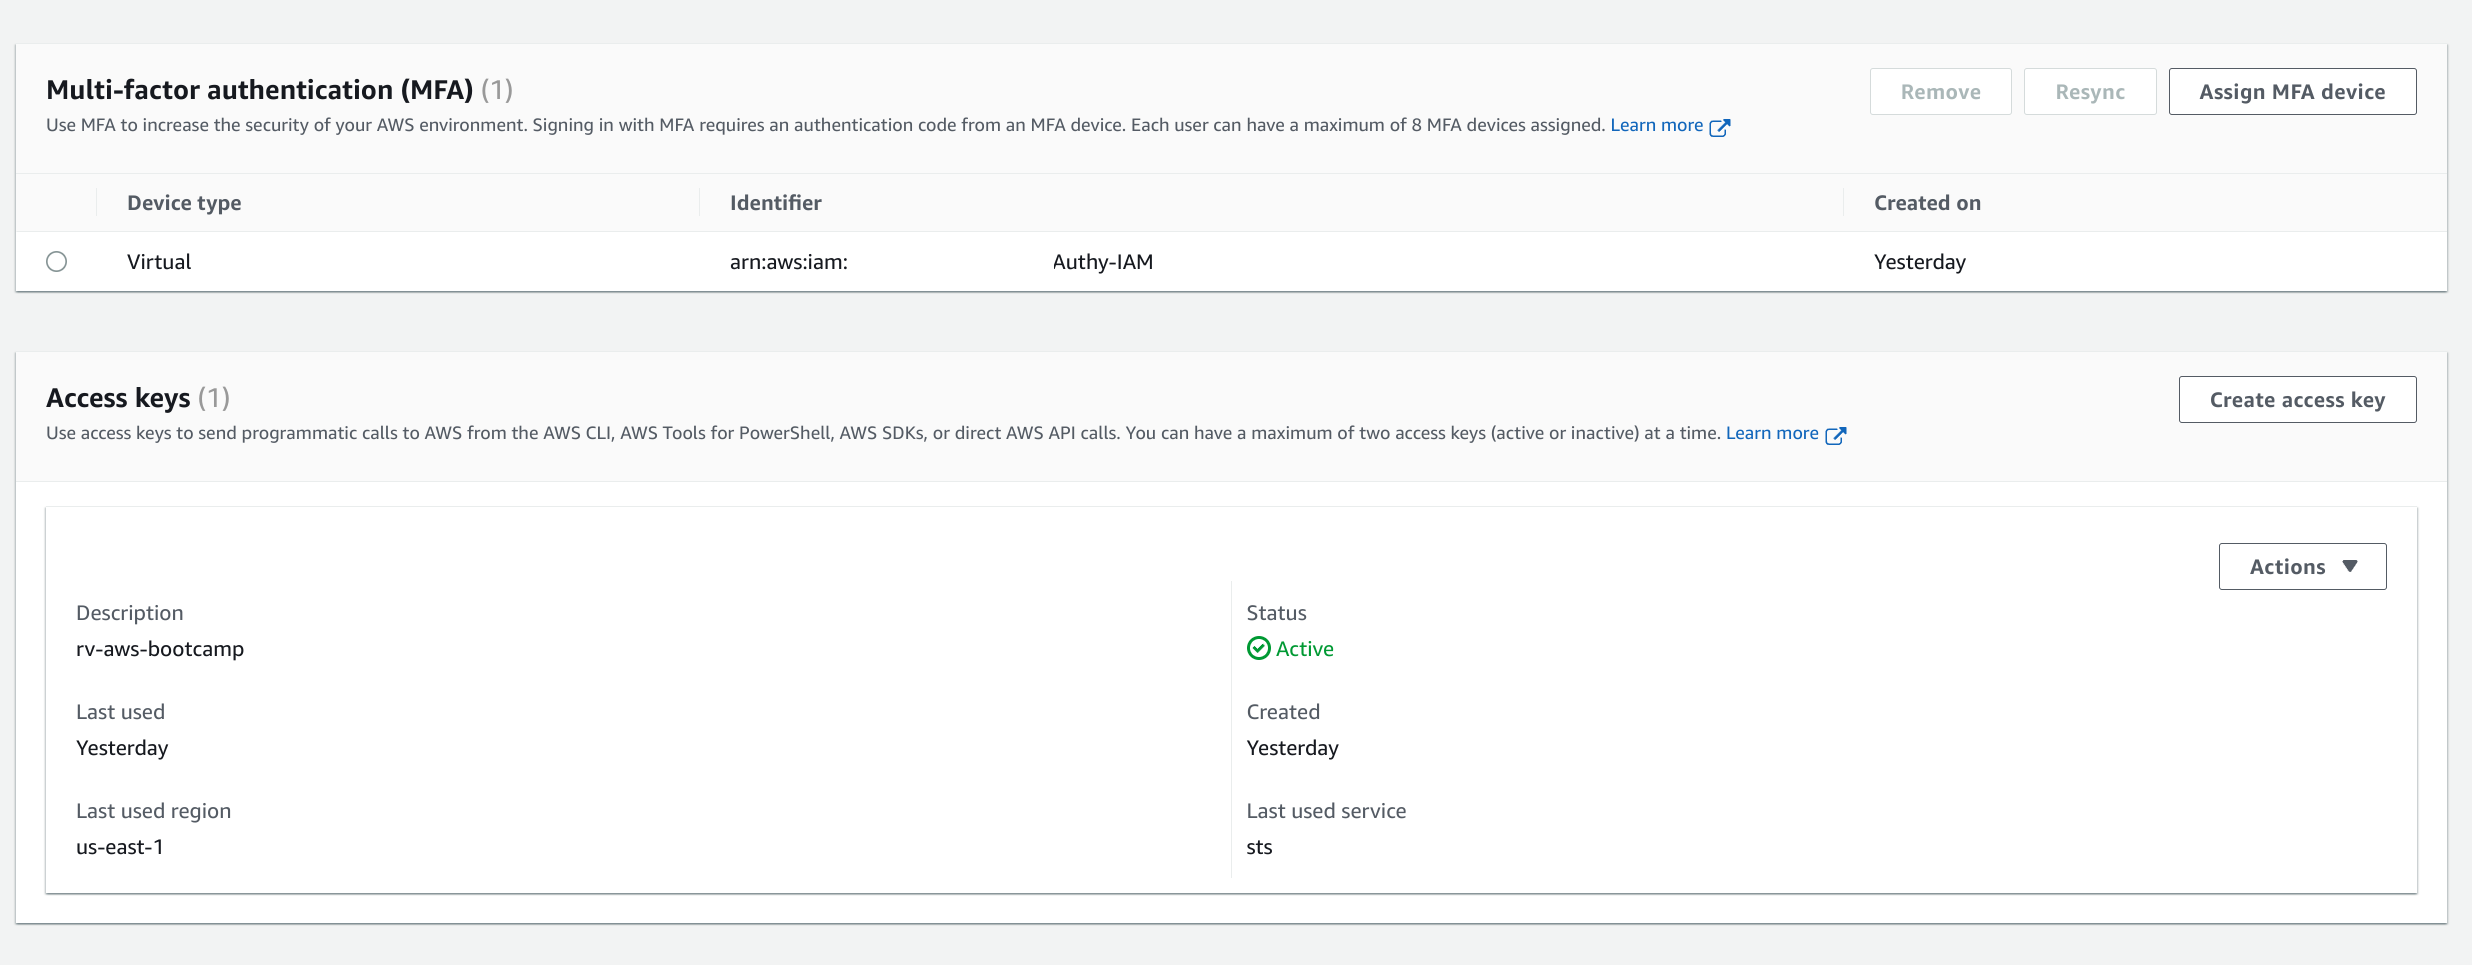 Multi-factor authentication (MFA) (1)
Remove
Resync
Assign MFA device
Use MFA to increase the security of your AWS environment. Signing in with MFA requires an authentication code from an MFA device. Each user can have a maximum of 8 MFA devices assigned. Learn more
Device type
Identifier
Created on
Virtual
arn:aws:iam: Authy-IAM
Yesterday
Access keys (1)
Create access key
Use access keys to send programmatic calls to AWS from the AWS CLI, AWS Tools for PowerShell, AWS SDKs, or direct AWS API calls. You can have a maximum of two access keys (active or inactive) at a time. Learn more
Actions
Description
rv-aws-bootcamp
Status
Active
Last used
Yesterday
Created
Yesterday
Last used region
us-east-1
Last used service
sts